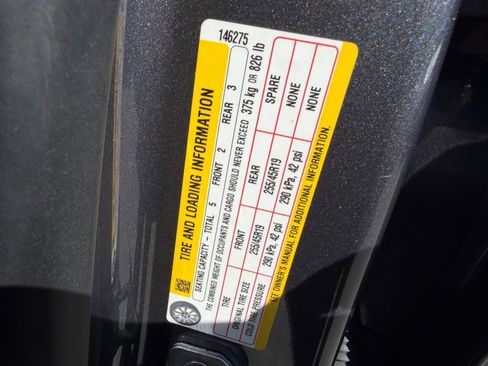 146275
TIRE AND LOADING INFORMATION
SEATING CAPACITY – TOTAL 5 FRONT 2 REAR 3
THE COMBINED WEIGHT OF OCCUPANTS AND CARGO SHOULD NEVER EXCEED 375 kg OR 826 lb
TIRE FRONT REAR SPARE
ORIGINAL TIRE SIZE 255/45R19 255/45R19 NONE
COLD TIRE PRESSURE 290 kPa, 42 psi 290 kPa, 42 psi NONE
SEE OWNER'S MANUAL FOR ADDITIONAL INFORMATION.